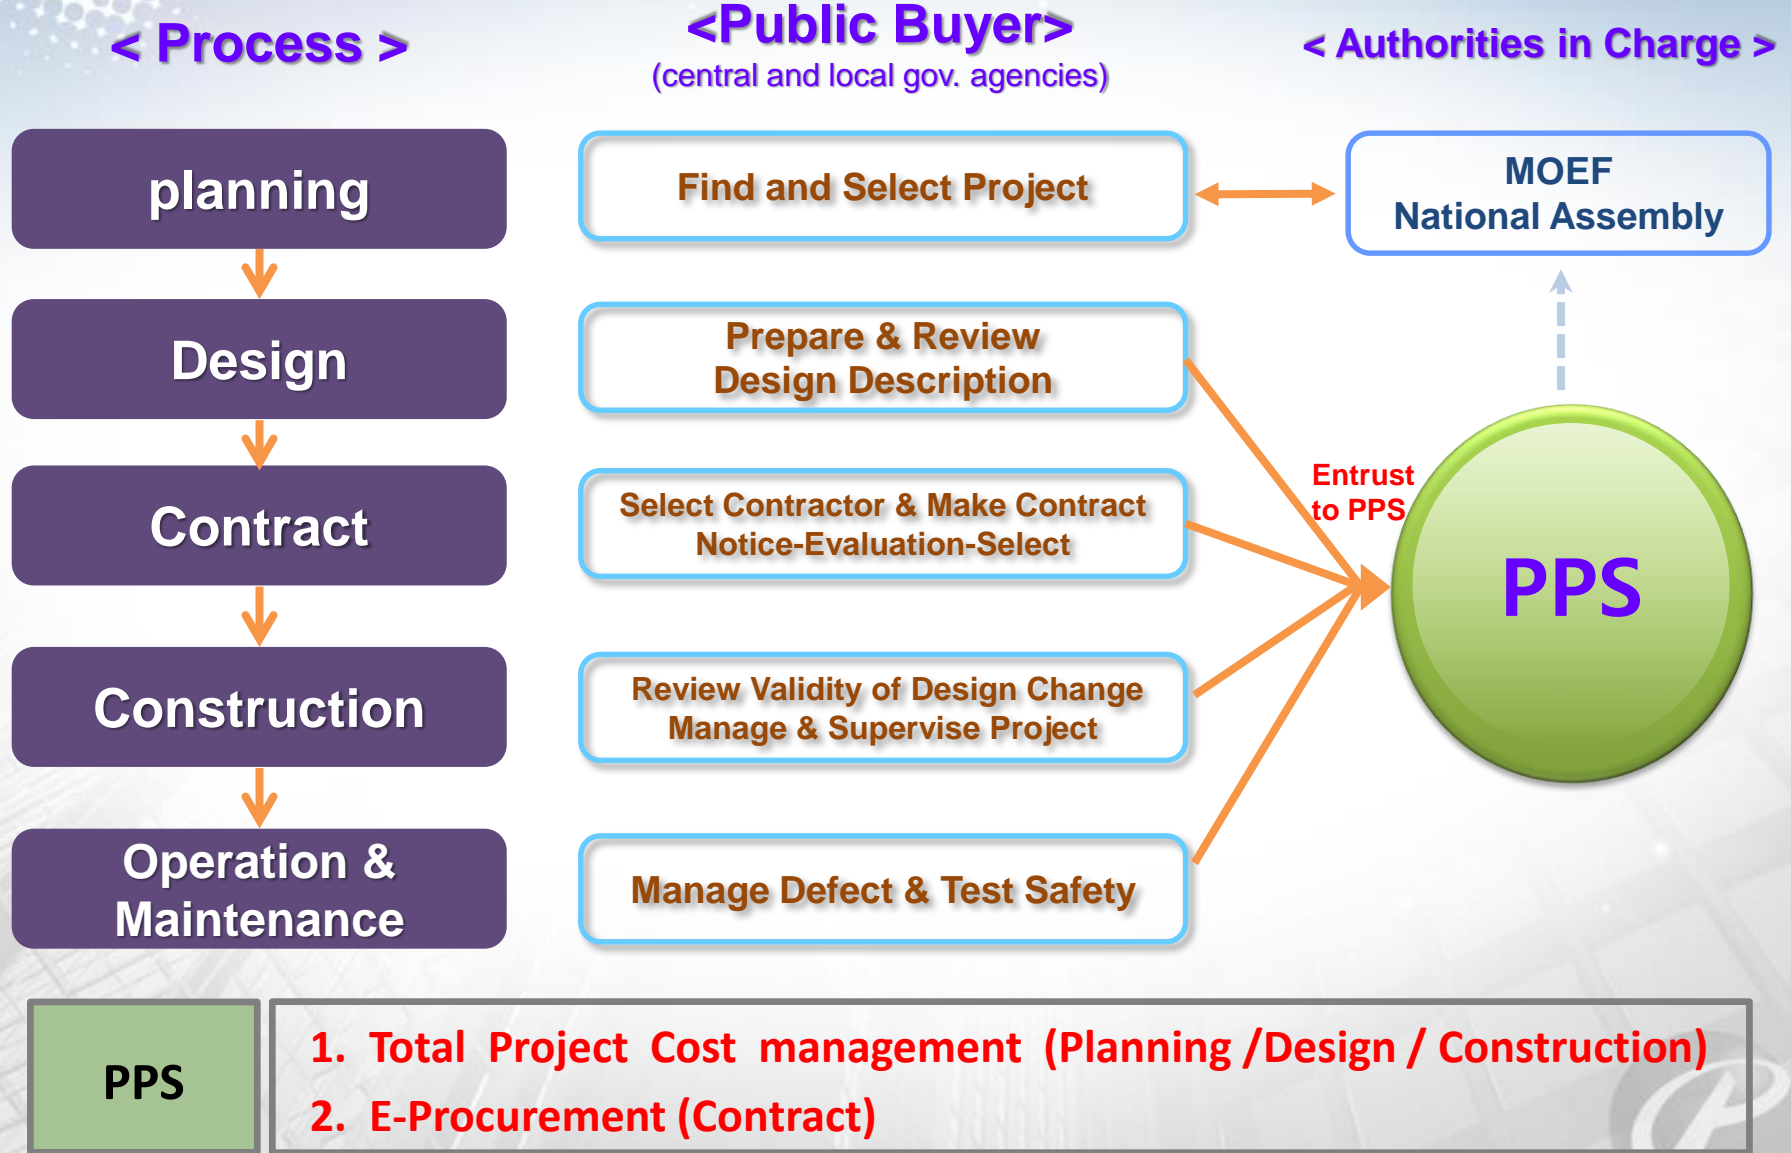 < Process >
<Public Buyer>
(central and local gov. agencies)
< Authorities in Charge >
planning
Find and Select Project
MOEF
National Assembly
Design
Prepare & Review
Design Description
Contract
Select Contractor & Make Contract
Notice-Evaluation-Select
Entrust
to PPS
PPS
Construction
Review Validity of Design Change
Manage & Supervise Project
Operation &
Maintenance
Manage Defect & Test Safety
PPS
1. Total Project Cost management (Planning /Design / Construction)
2. E-Procurement (Contract)